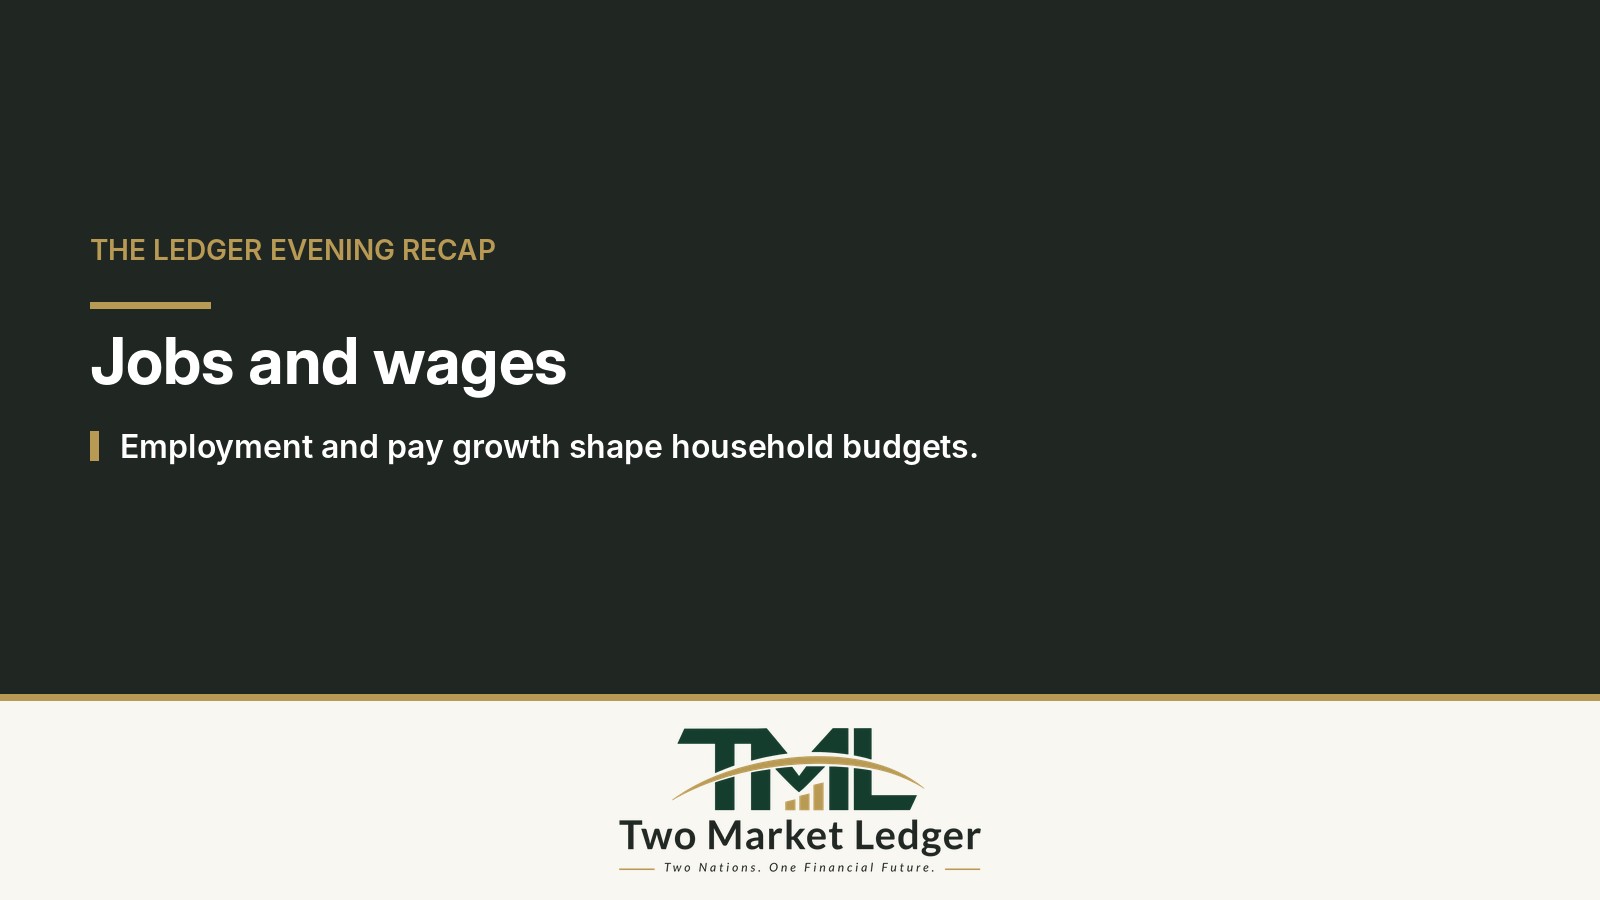 THE LEDGER EVENING RECAP
Jobs and wages
Employment and pay growth shape household budgets.
TML
Two Market Ledger
Two Nations. One Financial Future.